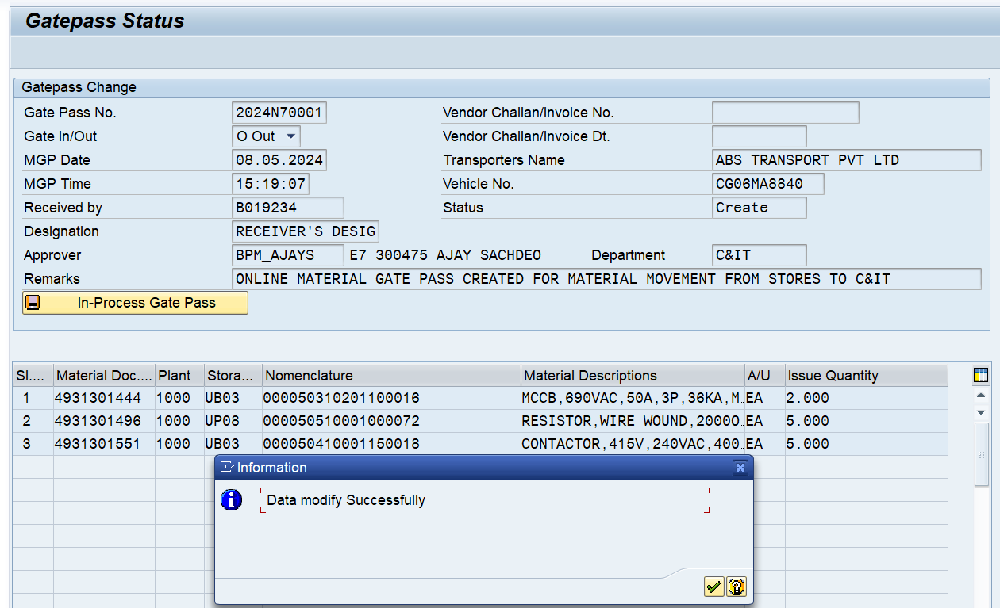 Gatepass Status
Gatepass Change
Gate Pass No. 2024N70001 Vendor Challan/Invoice No.
Gate In/Out O Out Vendor Challan/Invoice Dt.
MGP Date 08.05.2024 Transporters Name ABS TRANSPORT PVT LTD
MGP Time 15:19:07 Vehicle No. CG06MA8840
Received by B019234 Status Create
Designation RECEIVER'S DESIG
Approver BPM_AJAYS E7 300475 AJAY SACHDEO Department C&IT
Remarks ONLINE MATERIAL GATE PASS CREATED FOR MATERIAL MOVEMENT FROM STORES TO C&IT
In-Process Gate Pass
Sl.... Material Doc.... Plant Stora... Nomenclature Material Descriptions A/U Issue Quantity
1 4931301444 1000 UB03 000050310201100016 MCCB,690VAC,50A,3P,36KA,M.. EA 2.000
2 4931301496 1000 UP08 000050510001000072 RESISTOR,WIRE WOUND,2000O.. EA 5.000
3 4931301551 1000 UB03 000050410001150018 CONTACTOR,415V,240VAC,400.. EA 5.000
Information
Data modify Successfully